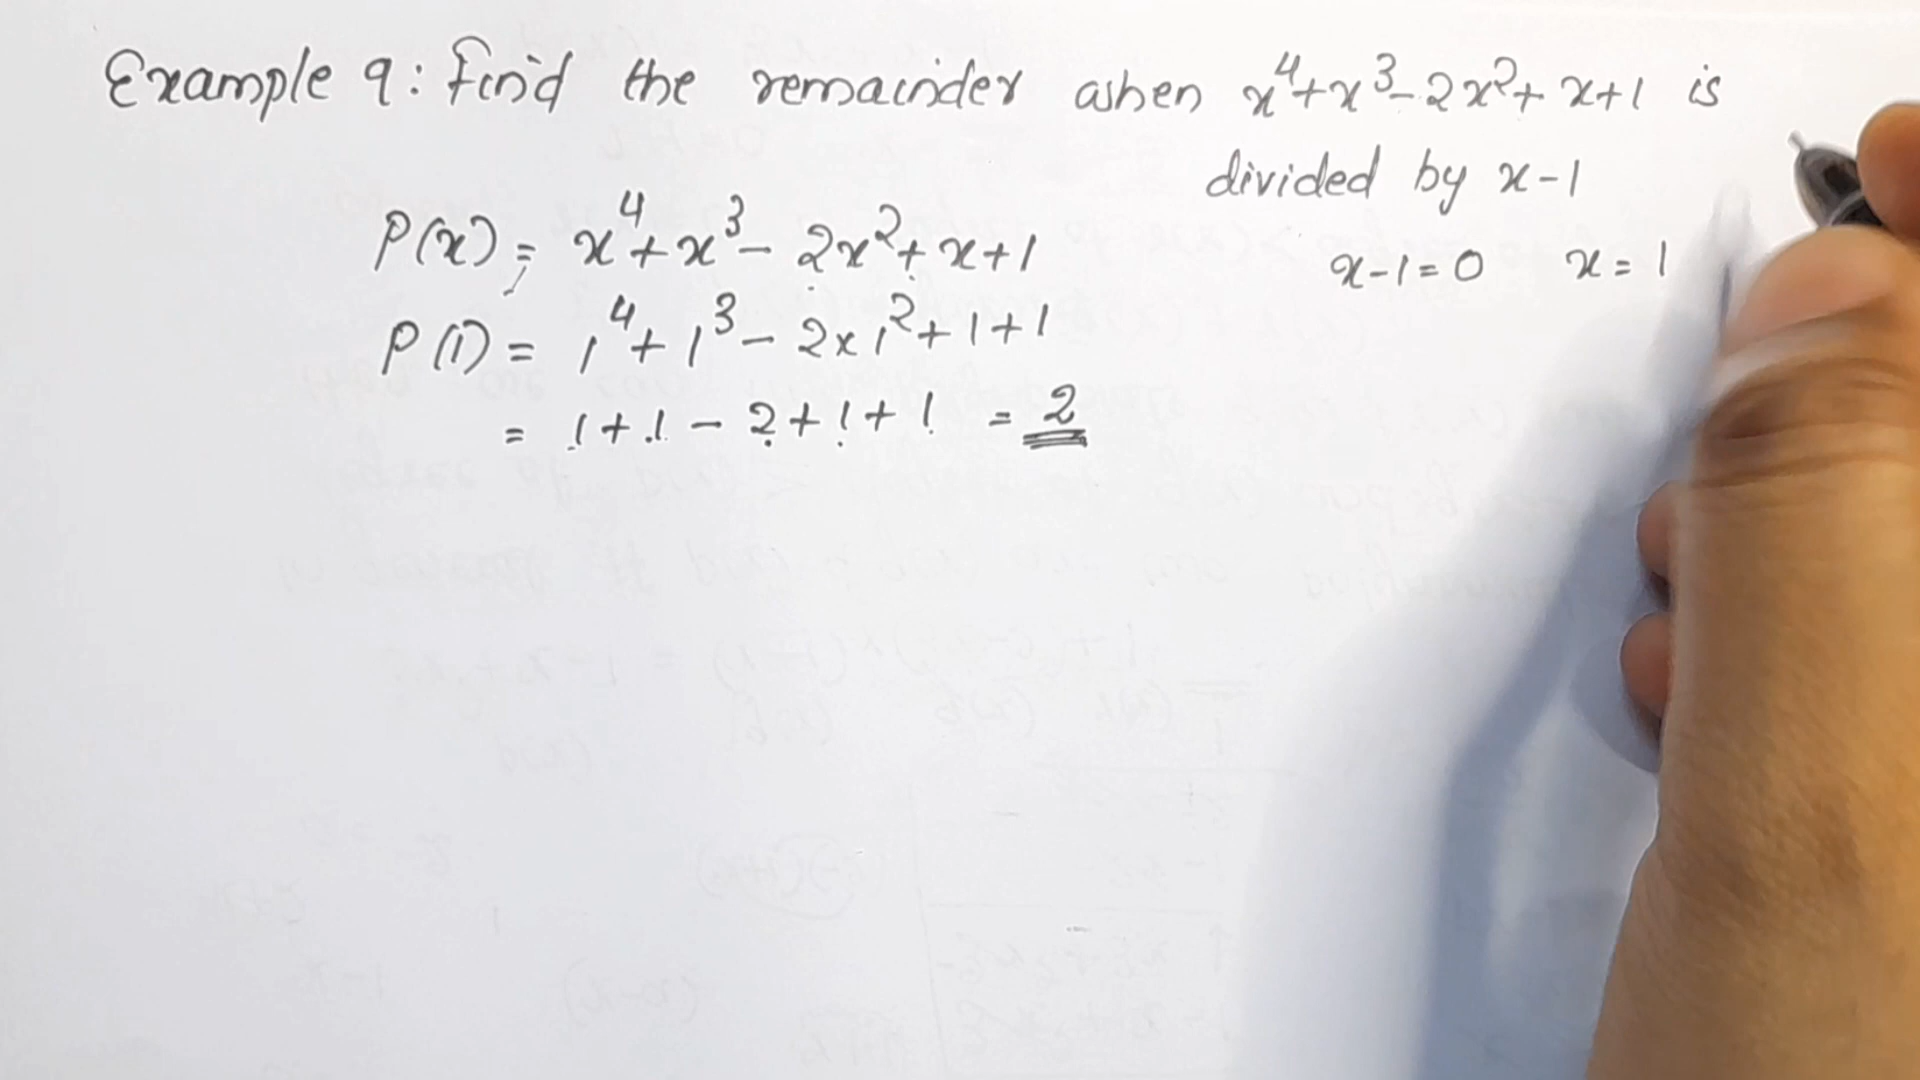 Example 9: Find the remainder when x⁴+x³-2x²+x+1 is
divided by x-1
P(x) = x⁴+x³- 2x²+x+1
x-1=0 x=1
P(1) = 1⁴+1³-2×1²+1+1
= 1+1-2+1+1 = 2